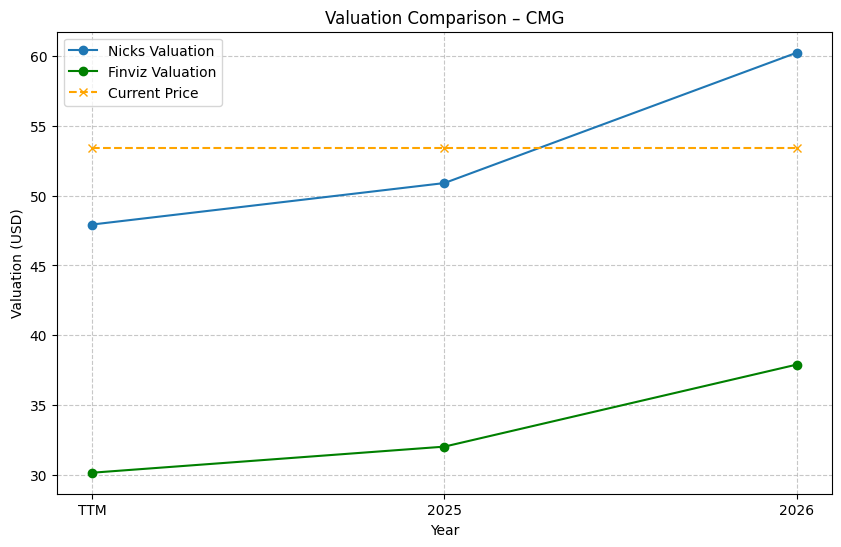 Valuation Comparison – CMG
Nicks Valuation
Finviz Valuation
Current Price
Valuation (USD)
60
55
50
45
40
35
30
TTM
2025
2026
Year